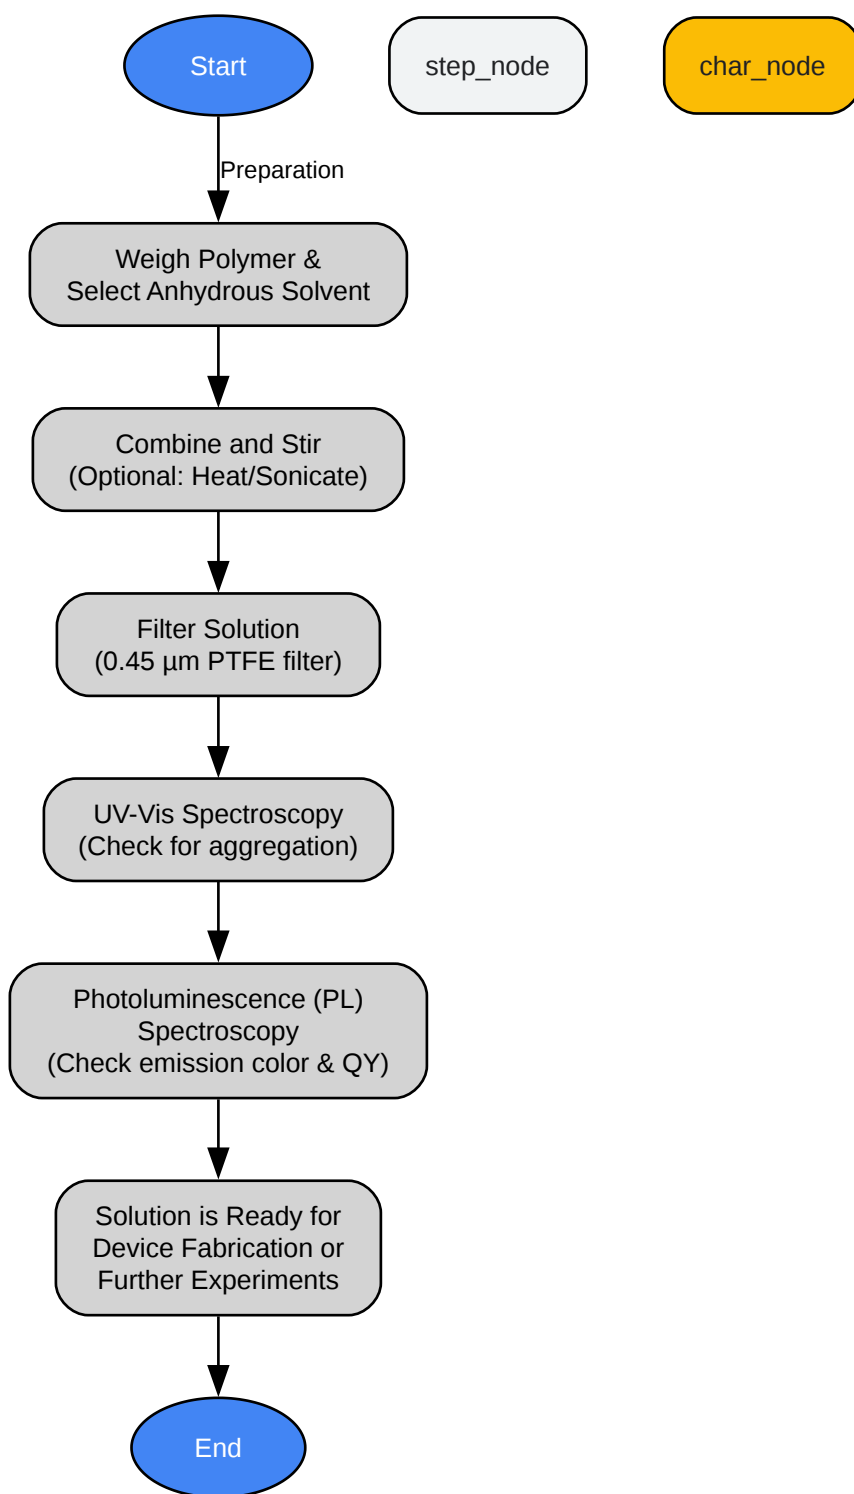 Start
step_node
char_node
Preparation
Weigh Polymer &
Select Anhydrous Solvent
Combine and Stir
(Optional: Heat/Sonicate)
Filter Solution
(0.45 µm PTFE filter)
UV-Vis Spectroscopy
(Check for aggregation)
Photoluminescence (PL)
Spectroscopy
(Check emission color & QY)
Solution is Ready for
Device Fabrication or
Further Experiments
End